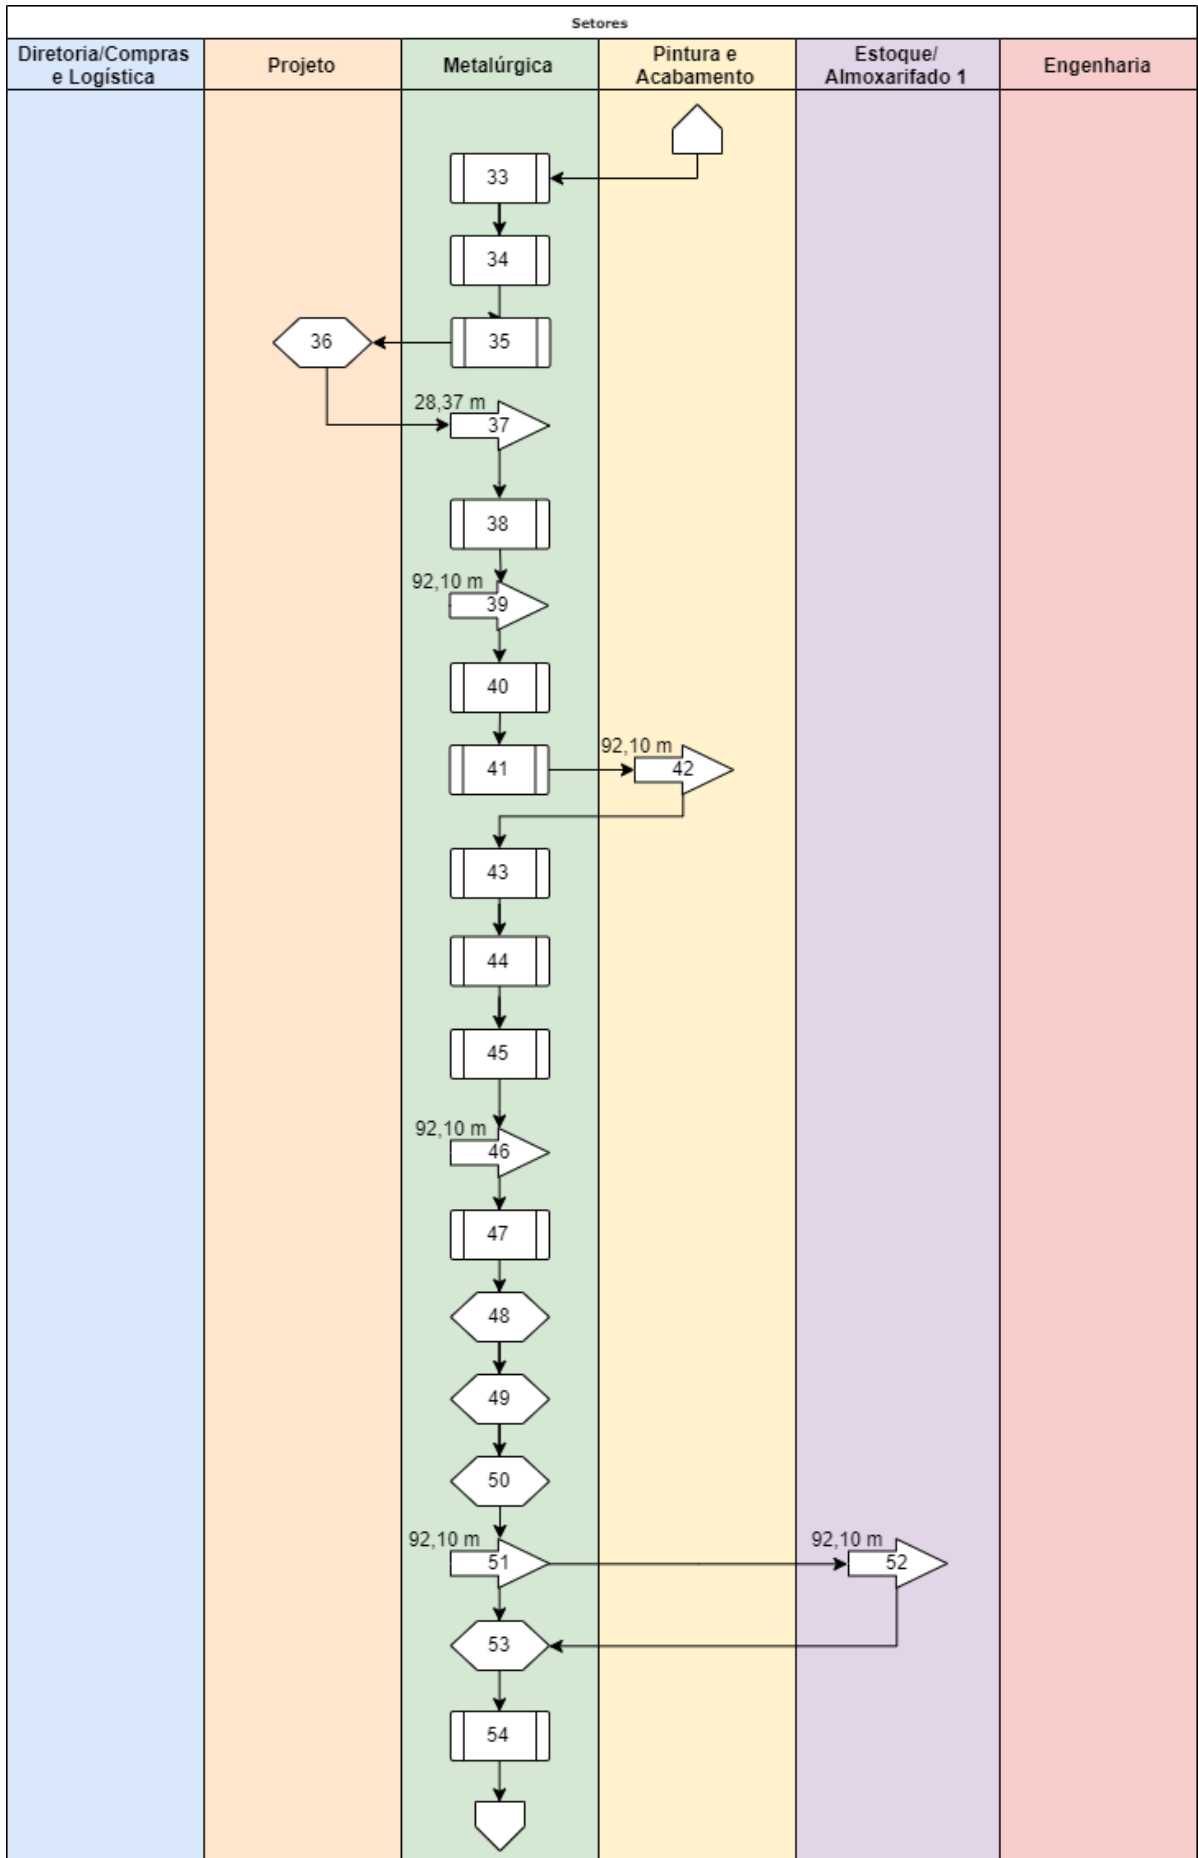 Setores
Diretoria/Compras
e Logística
Projeto
Metalúrgica
Pintura e
Acabamento
Estoque/
Almoxarifado 1
Engenharia
33
34
36
35
28,37 m
37
38
92,10 m
39
40
41
92,10 m
42
43
44
45
92,10 m
46
47
48
49
50
92,10 m
51
92,10 m
52
53
54